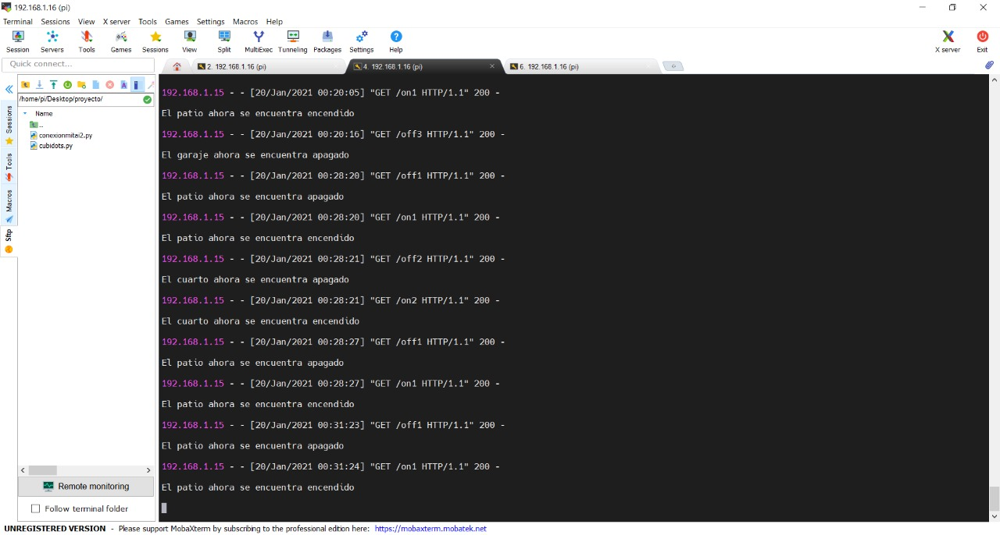 192.168.1.16 (pi)
Terminal Sessions View X server Tools Games Settings Macros Help
Session Servers Tools Games Sessions View Split MultiExec Tunneling Packages Settings Help X server Exit
Quick connect...
2. 192.168.1.16 (pi)
4. 192.168.1.16 (pi)
6. 192.168.1.16 (pi)
Sessions
Tools
Macros
Sftp
/home/pi/Desktop/proyecto/
Name
..
conexionmitai2.py
cubidots.py
Remote monitoring
Follow terminal folder
192.168.1.15 - - [20/Jan/2021 00:20:05] "GET /on1 HTTP/1.1" 200 -
El patio ahora se encuentra encendido
192.168.1.15 - - [20/Jan/2021 00:20:16] "GET /off3 HTTP/1.1" 200 -
El garaje ahora se encuentra apagado
192.168.1.15 - - [20/Jan/2021 00:28:20] "GET /off1 HTTP/1.1" 200 -
El patio ahora se encuentra apagado
192.168.1.15 - - [20/Jan/2021 00:28:20] "GET /on1 HTTP/1.1" 200 -
El patio ahora se encuentra encendido
192.168.1.15 - - [20/Jan/2021 00:28:21] "GET /off2 HTTP/1.1" 200 -
El cuarto ahora se encuentra apagado
192.168.1.15 - - [20/Jan/2021 00:28:21] "GET /on2 HTTP/1.1" 200 -
El cuarto ahora se encuentra encendido
192.168.1.15 - - [20/Jan/2021 00:28:27] "GET /off1 HTTP/1.1" 200 -
El patio ahora se encuentra apagado
192.168.1.15 - - [20/Jan/2021 00:28:27] "GET /on1 HTTP/1.1" 200 -
El patio ahora se encuentra encendido
192.168.1.15 - - [20/Jan/2021 00:31:23] "GET /off1 HTTP/1.1" 200 -
El patio ahora se encuentra apagado
192.168.1.15 - - [20/Jan/2021 00:31:24] "GET /on1 HTTP/1.1" 200 -
El patio ahora se encuentra encendido
UNREGISTERED VERSION - Please support MobaXterm by subscribing to the professional edition here: https://mobaxterm.mobatek.net